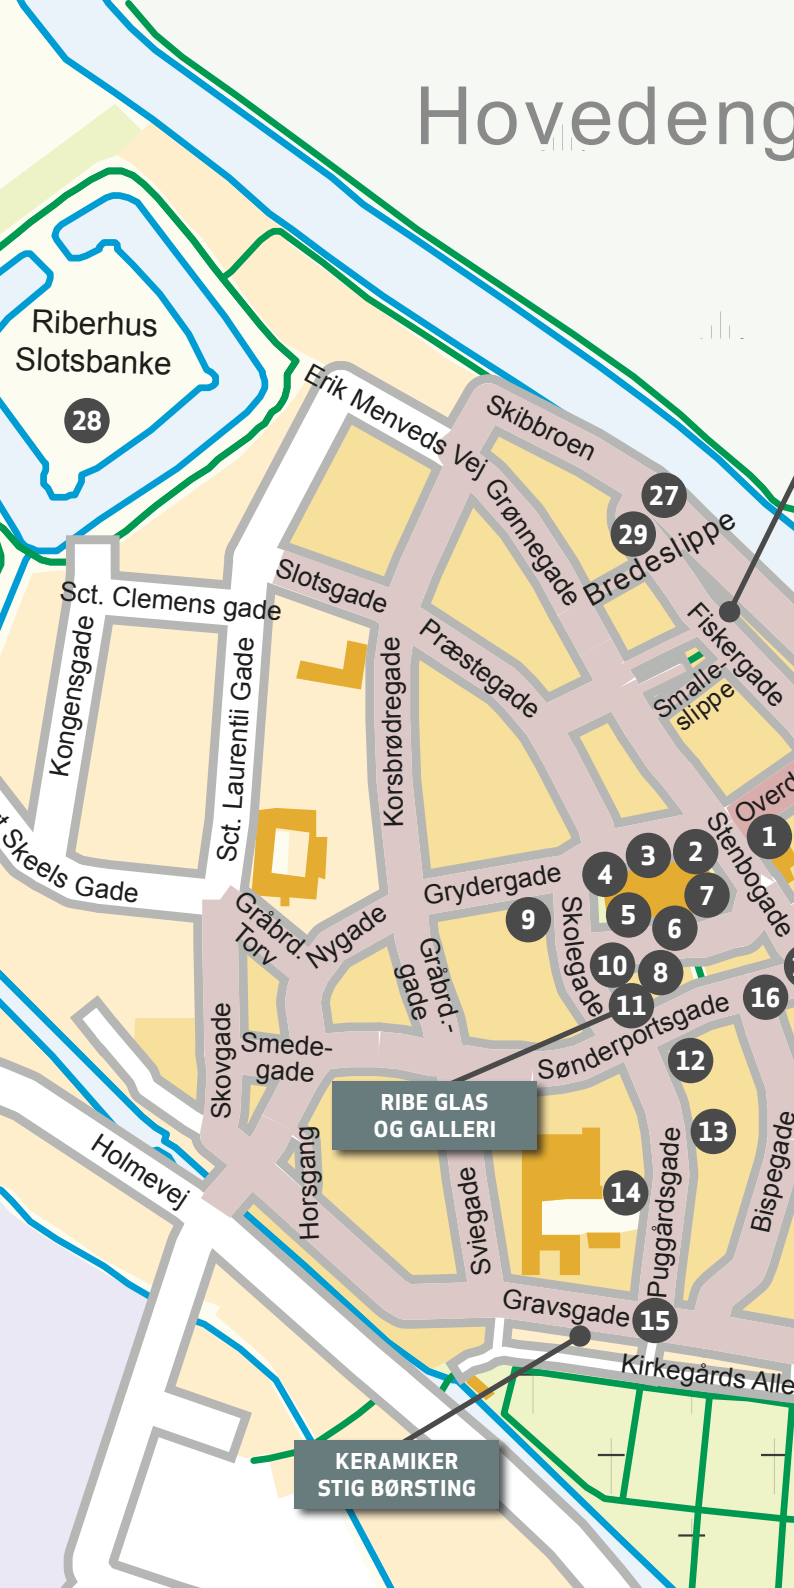 Hovedeng
Riberhus
Slotsbanke
28
Erik Menveds Vej
Skibbroen
27
29
Bredeslippe
Grønnegade
Slotsgade
Sct. Clemens gade
Kongensgade
Præstegade
Fiskergade
Smalle-
slippe
Korsbrødregade
Sct. Laurentii Gade
Skeels Gade
Overd
Stenbogade
1
2
3
4
7
5
6
Grydergade
9
Skolegade
Gråbrd.
Torv
Nygade
Gråbrd.-
gade
10
8
11
16
Sønderportsgade
Skovgade
Smede-
gade
12
RIBE GLAS
OG GALLERI
13
Holmevej
Horsgang
Sviegade
14
Puggårdsgade
Bispegade
Gravsgade
15
Kirkegårds Alle
KERAMIKER
STIG BØRSTING